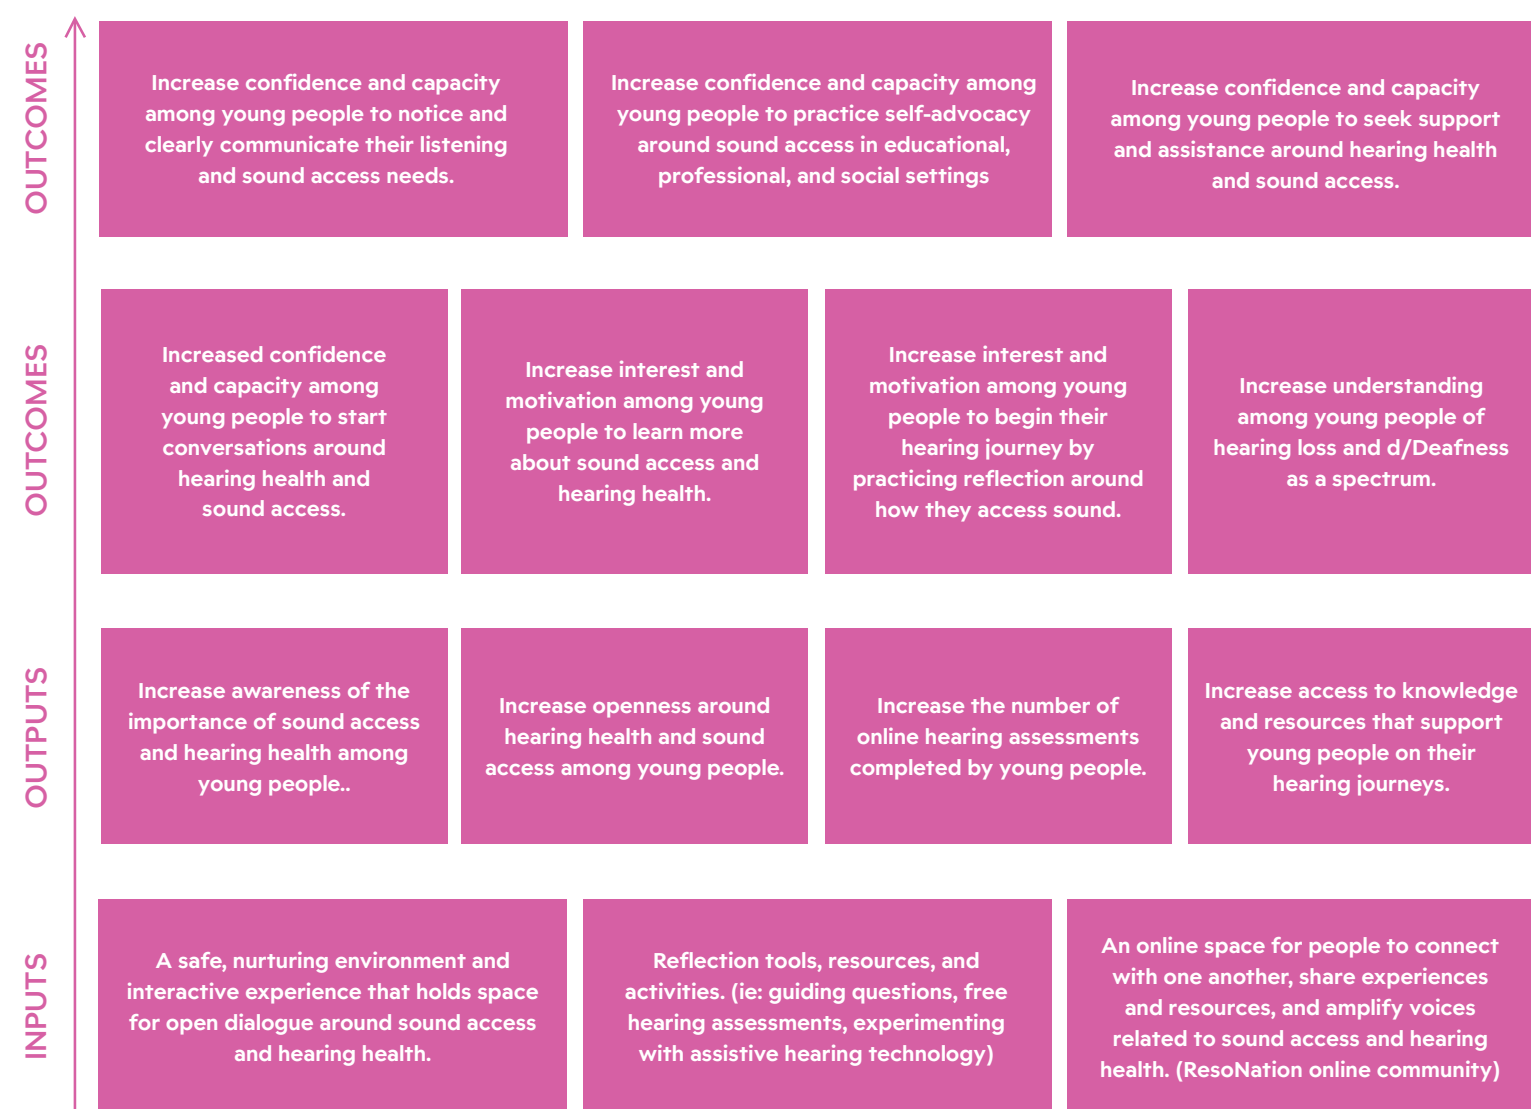 OUTCOMES
Increase confidence and capacity
among young people to notice and
clearly communicate their listening
and sound access needs.
Increase confidence and capacity among
young people to practice self-advocacy
around sound access in educational,
professional, and social settings
Increase confidence and capacity
among young people to seek support
and assistance around hearing health
and sound access.
OUTCOMES
Increased confidence
and capacity among
young people to start
conversations around
hearing health and
sound access.
Increase interest and
motivation among young
people to learn more
about sound access and
hearing health.
Increase interest and
motivation among young
people to begin their
hearing journey by
practicing reflection around
how they access sound.
Increase understanding
among young people of
hearing loss and d/Deafness
as a spectrum.
OUTPUTS
Increase awareness of the
importance of sound access
and hearing health among
young people..
Increase openness around
hearing health and sound
access among young people.
Increase the number of
online hearing assessments
completed by young people.
Increase access to knowledge
and resources that support
young people on their
hearing journeys.
INPUTS
A safe, nurturing environment and
interactive experience that holds space
for open dialogue around sound access
and hearing health.
Reflection tools, resources, and
activities. (ie: guiding questions, free
hearing assessments, experimenting
with assistive hearing technology)
An online space for people to connect
with one another, share experiences
and resources, and amplify voices
related to sound access and hearing
health. (ResoNation online community)